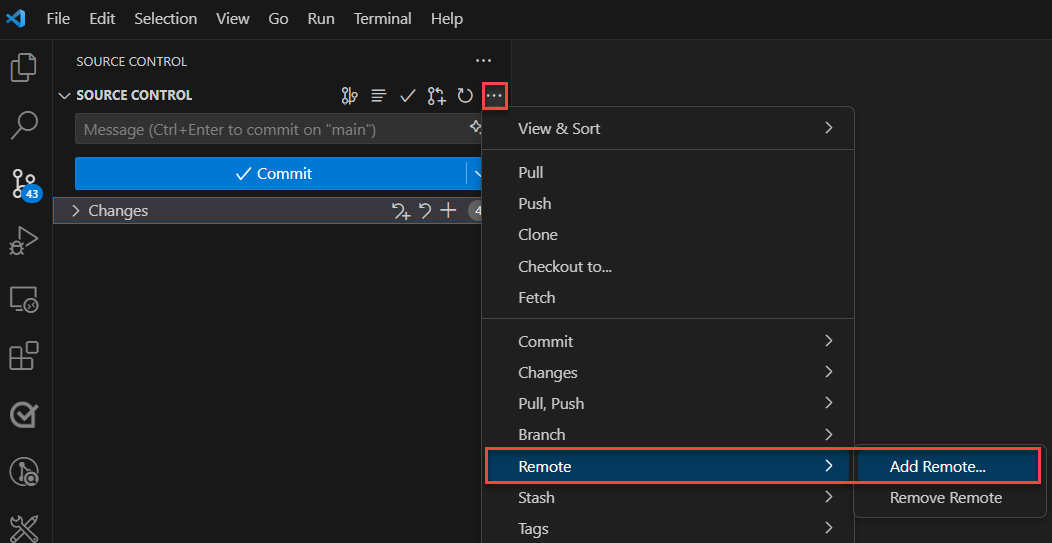 File Edit Selection View Go Run Terminal Help
SOURCE CONTROL
SOURCE CONTROL
Message (Ctrl+Enter to commit on "main")
Commit
43
Changes
4
View & Sort
Pull
Push
Clone
Checkout to...
Fetch
Commit
Changes
Pull, Push
Branch
Remote
Add Remote...
Stash
Remove Remote
Tags